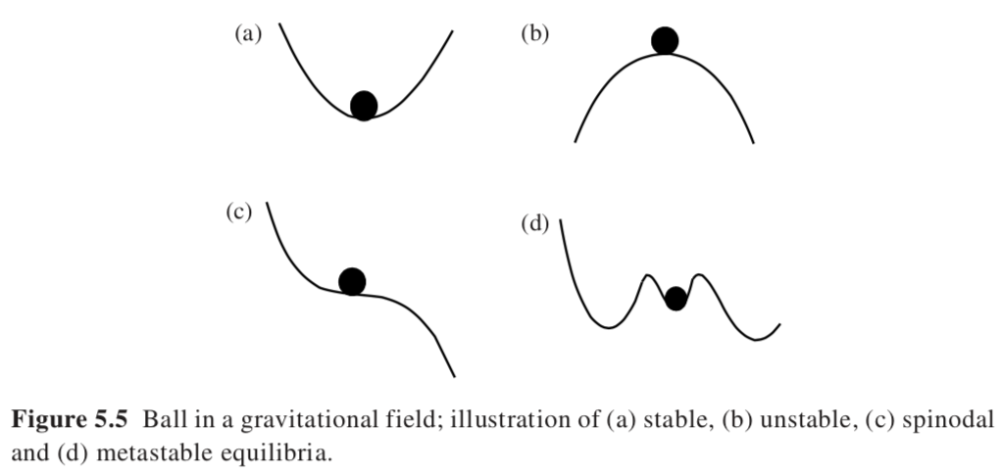 (a)
(b)
(c)
(d)
Figure 5.5 Ball in a gravitational field; illustration of (a) stable, (b) unstable, (c) spinodal
and (d) metastable equilibria.